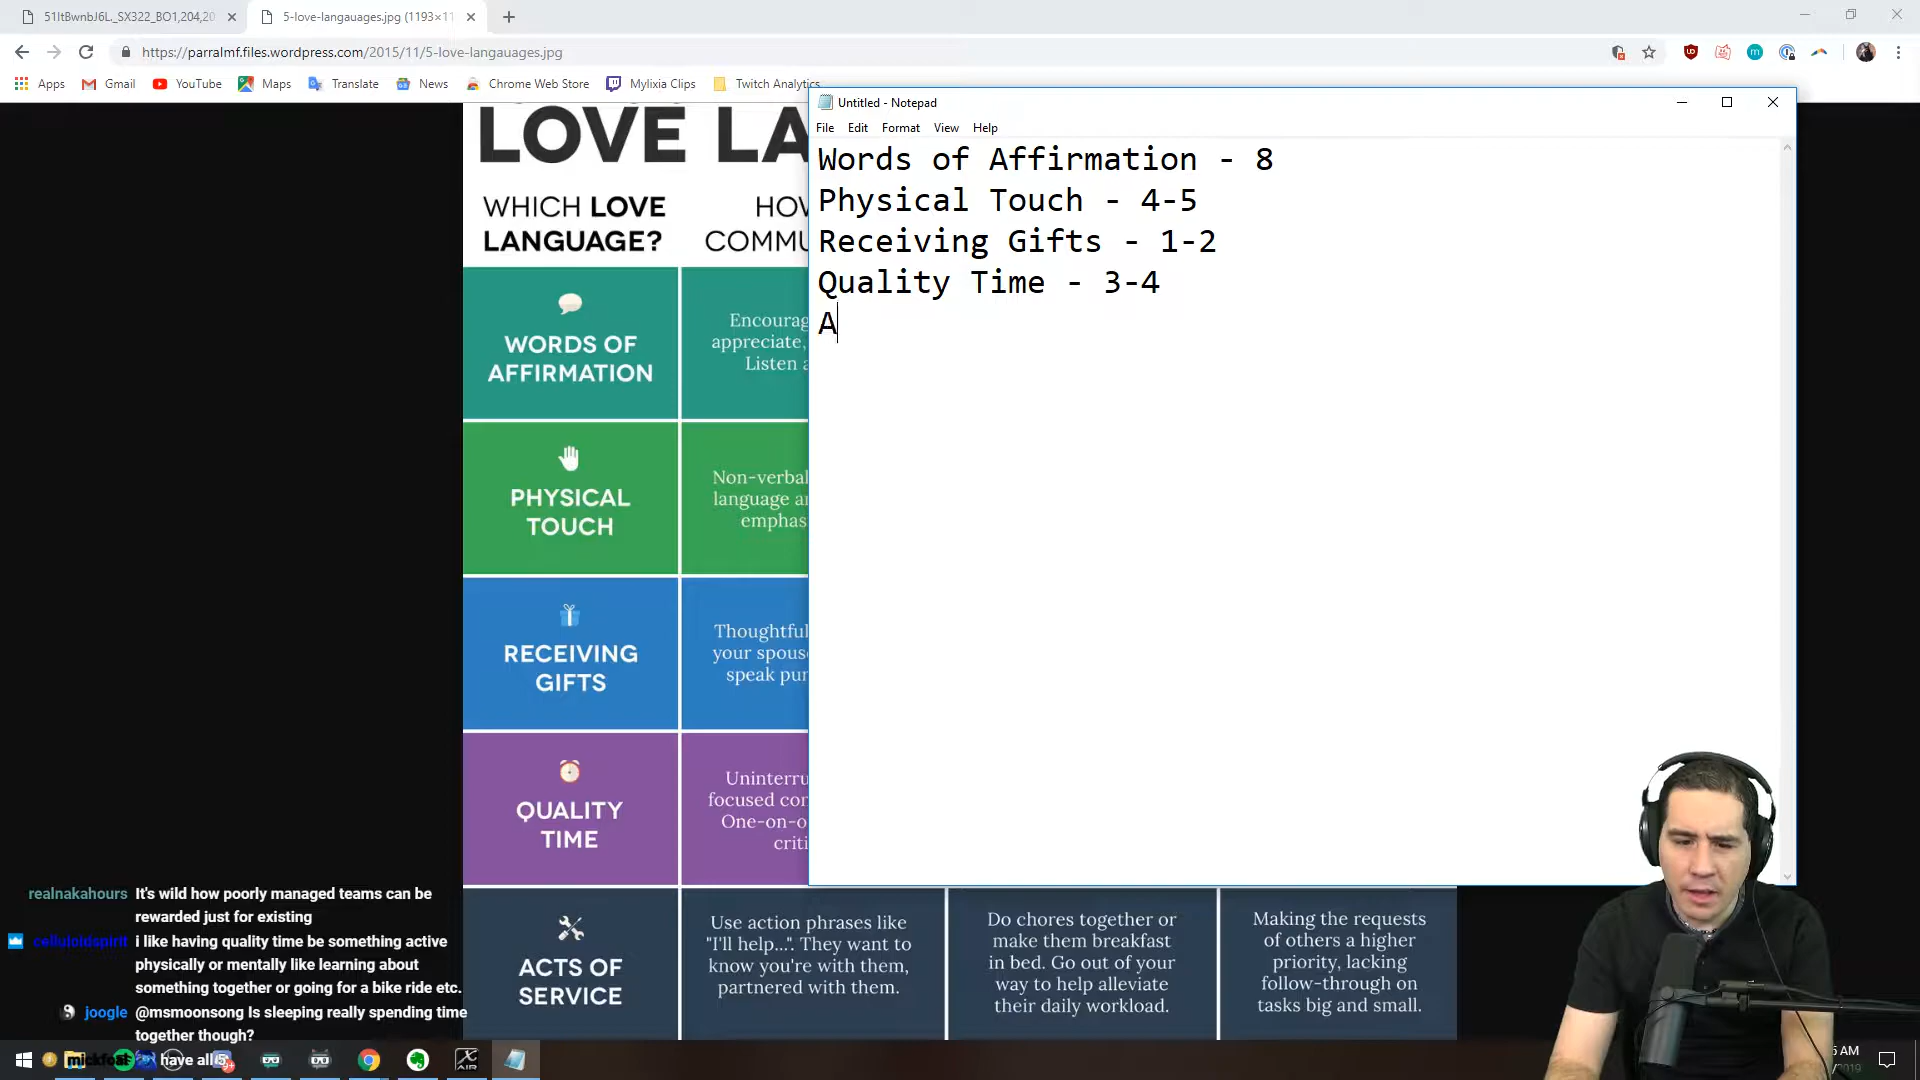 51ItBwnbJ6L._SX322_BO1,204,20
5-love-langauages.jpg (1193×1
https://parralmf.files.wordpress.com/2015/11/5-love-langauages.jpg
Apps
Gmail
YouTube
Maps
Translate
News
Chrome Web Store
Mylixia Clips
Twitch Analytics
LOVE LA
WHICH LOVE
LANGUAGE?
HOW
COMMU
WORDS OF
AFFIRMATION
Encourag
appreciate,
Listen a
PHYSICAL
TOUCH
Non-verbal
language a
emphas
RECEIVING
GIFTS
Thoughtful
your spouse
speak pur
QUALITY
TIME
Uninterru
focused con
One-on-o
criti
ACTS OF
SERVICE
Use action phrases like
"I'll help...". They want to
know you're with them,
partnered with them.
Do chores together or
make them breakfast
in bed. Go out of your
way to help alleviate
their daily workload.
Making the requests
of others a higher
priority, lacking
follow-through on
tasks big and small.
Untitled - Notepad
File Edit Format View Help
Words of Affirmation - 8
Physical Touch - 4-5
Receiving Gifts - 1-2
Quality Time - 3-4
A
realnakahours It's wild how poorly managed teams can be
rewarded just for existing
celluloidspirit i like having quality time be something active
physically or mentally like learning about
something together or going for a bike ride etc.
joogle @msmoonsong Is sleeping really spending time
together though?
have all
AM